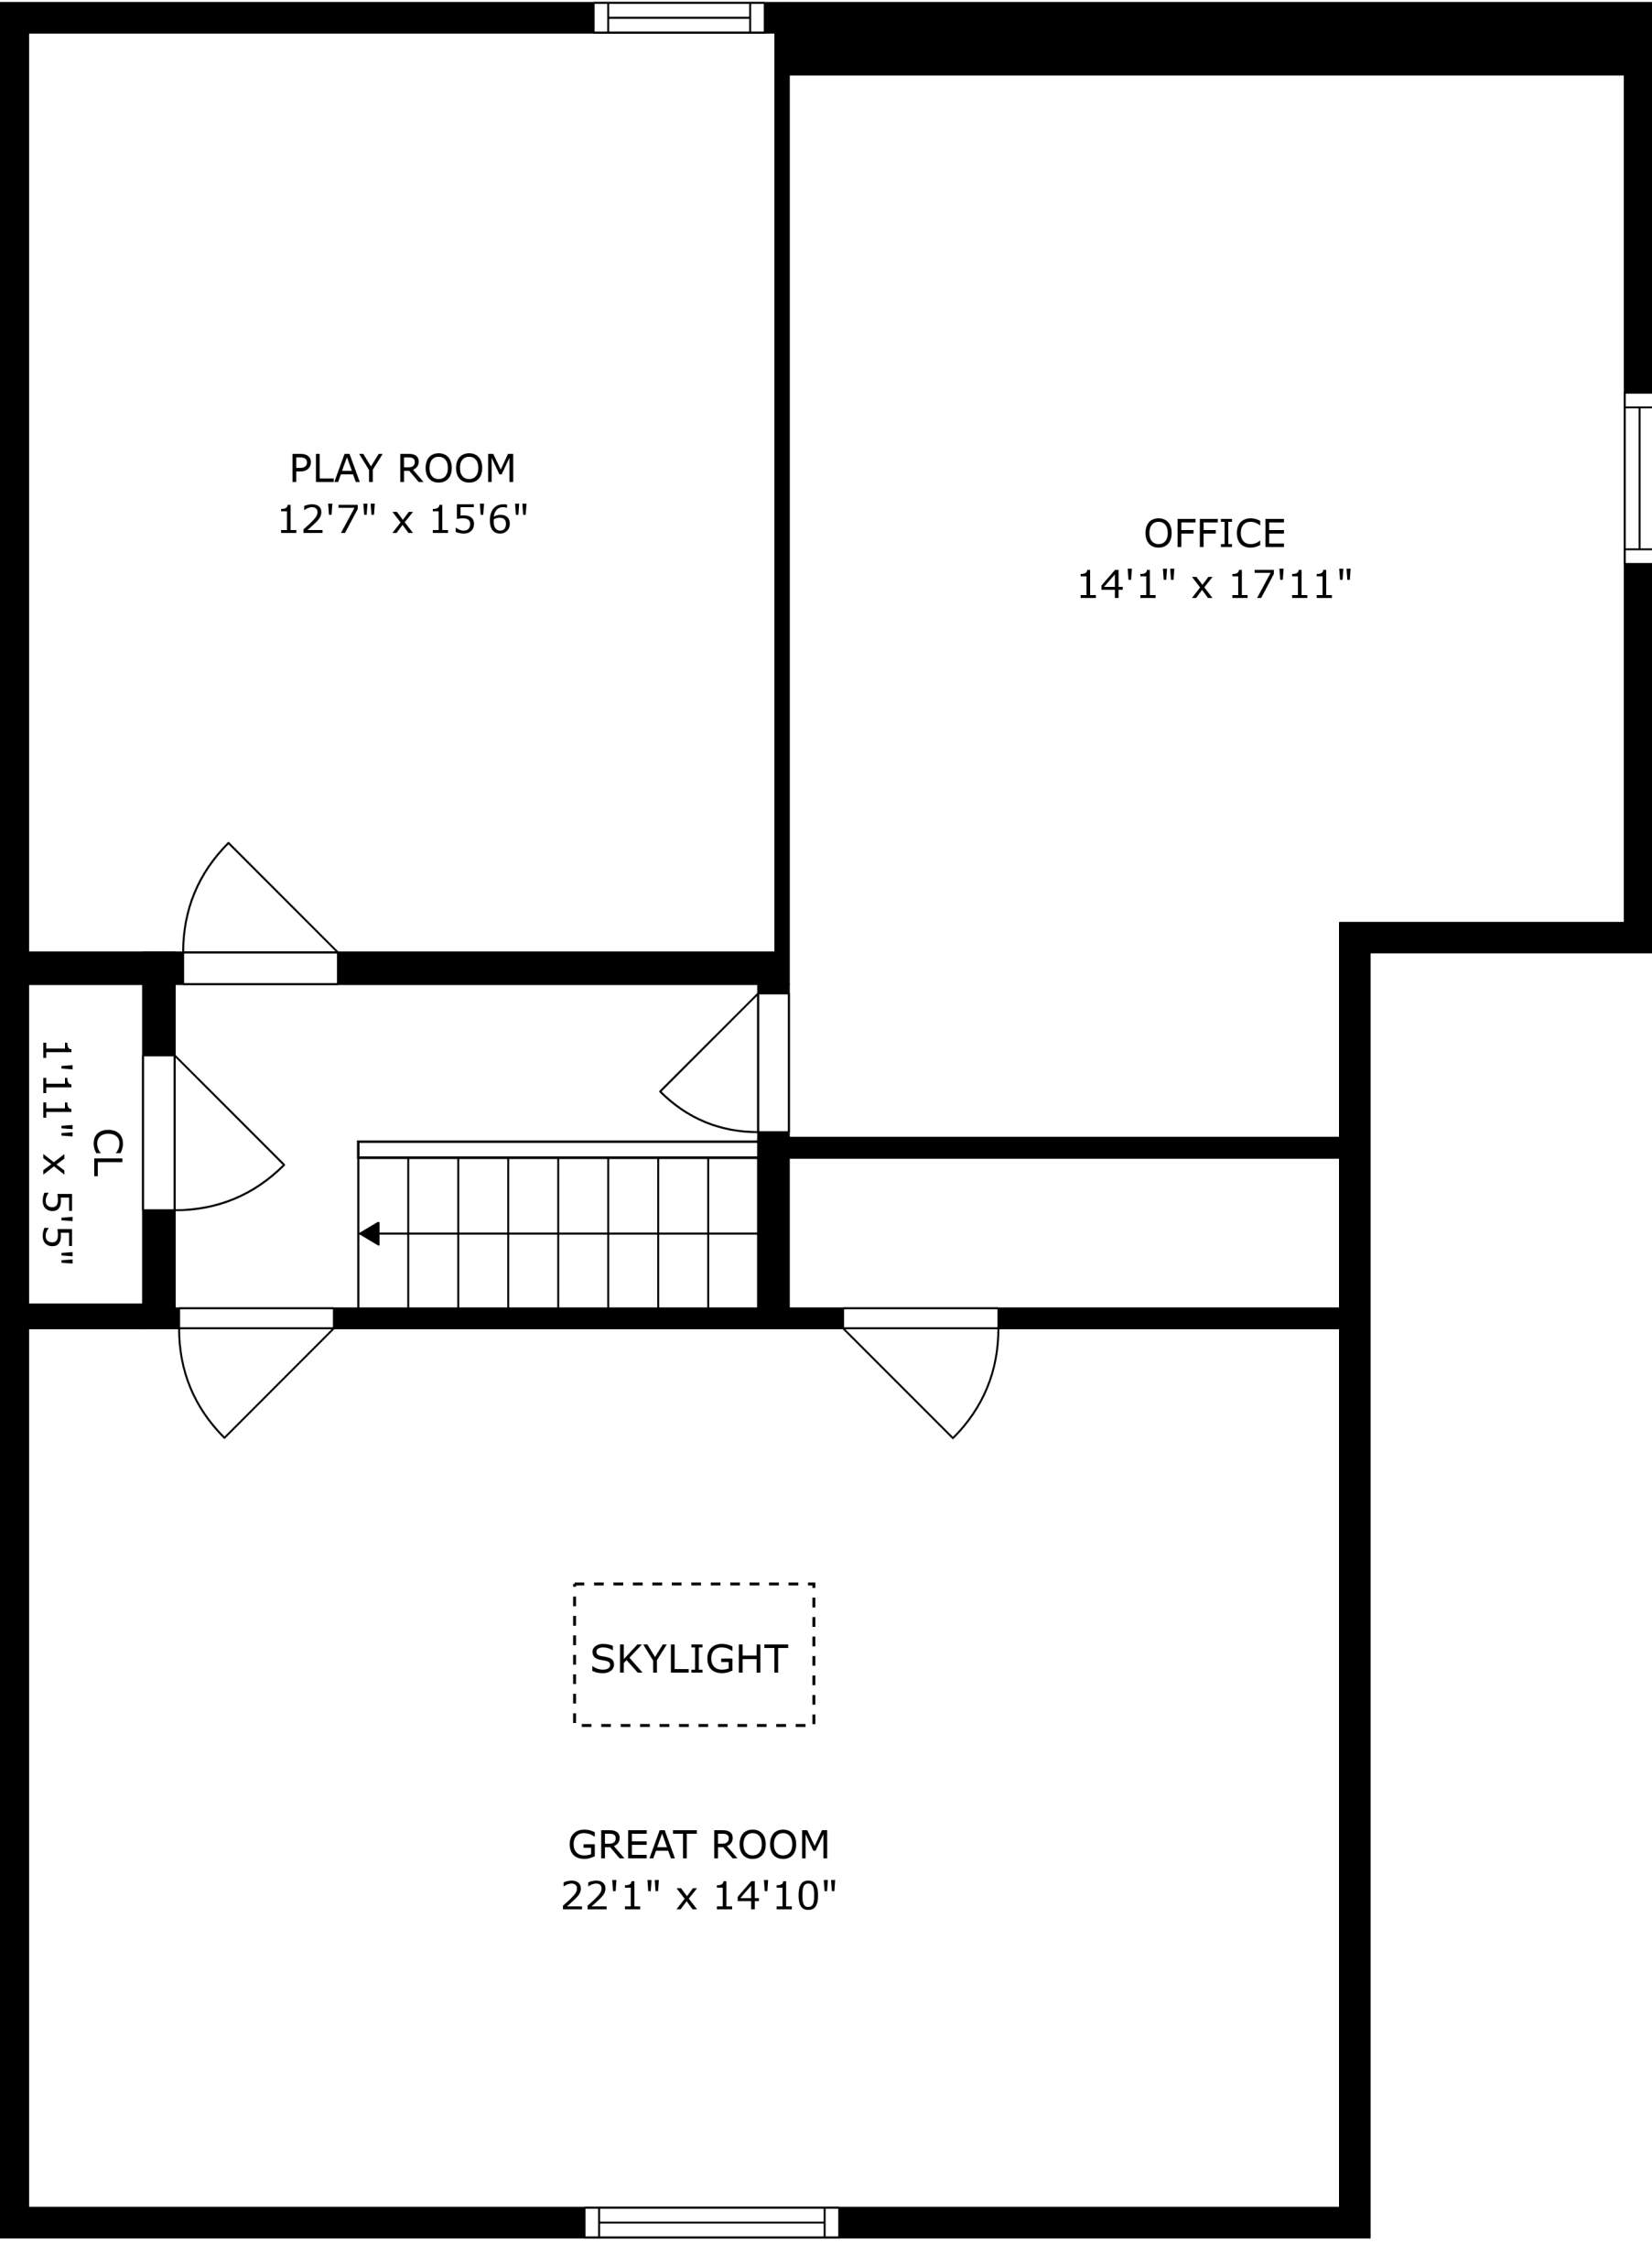 PLAY ROOM
12'7" x 15'6"
OFFICE
14'1" x 17'11"
CL
1'11" x 5'5"
SKYLIGHT
GREAT ROOM
22'1" x 14'10"